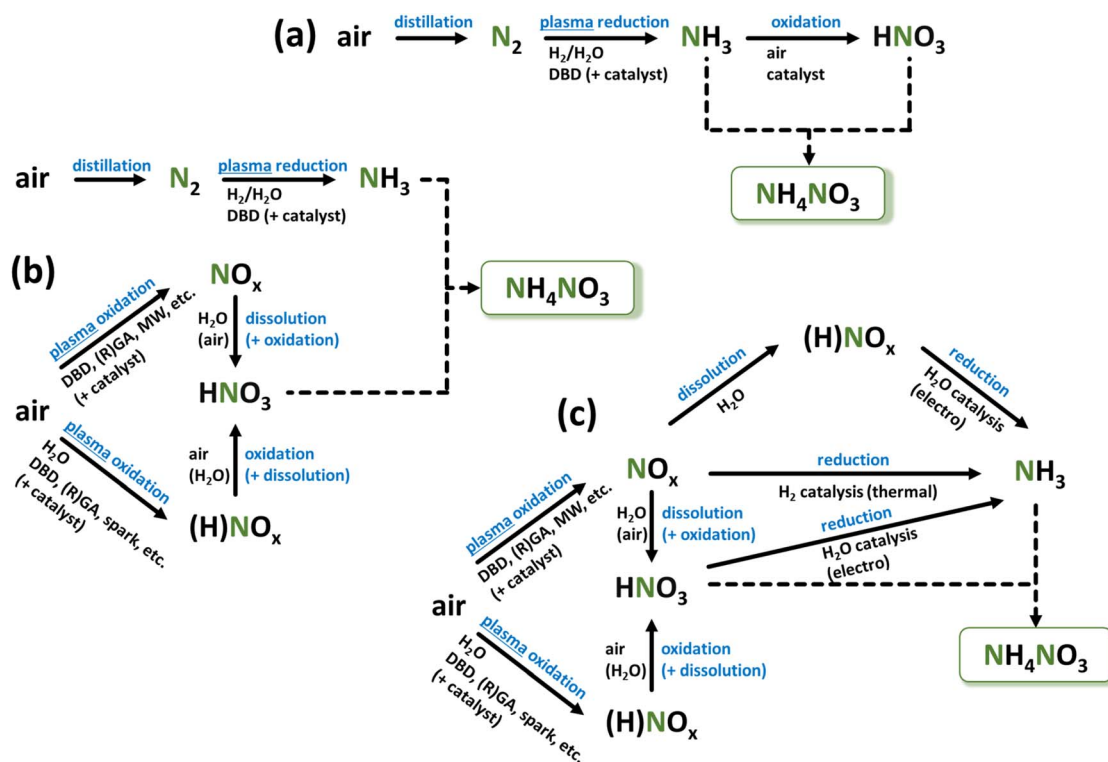 (a)
air
distillation
N2
plasma reduction
H2/H2O
DBD (+ catalyst)
NH3
oxidation
air
catalyst
HNO3
NH4NO3
air
distillation
N2
plasma reduction
H2/H2O
DBD (+ catalyst)
NH3
(b)
NOx
plasma oxidation
DBD, (R)GA, MW, etc.
(+ catalyst)
H2O
(air)
dissolution
(+ oxidation)
NH4NO3
HNO3
air
plasma oxidation
H2O
DBD, (R)GA, spark, etc.
(+ catalyst)
air
(H2O)
oxidation
(+ dissolution)
(H)NOx
(c)
(H)NOx
dissolution
H2O
reduction
H2O catalysis
(electro)
NOx
reduction
H2 catalysis (thermal)
NH3
plasma oxidation
DBD, (R)GA, MW, etc.
(+ catalyst)
H2O
(air)
dissolution
(+ oxidation)
reduction
H2O catalysis
(electro)
HNO3
air
plasma oxidation
H2O
DBD, (R)GA, spark, etc.
(+ catalyst)
air
(H2O)
oxidation
(+ dissolution)
NH4NO3
(H)NOx